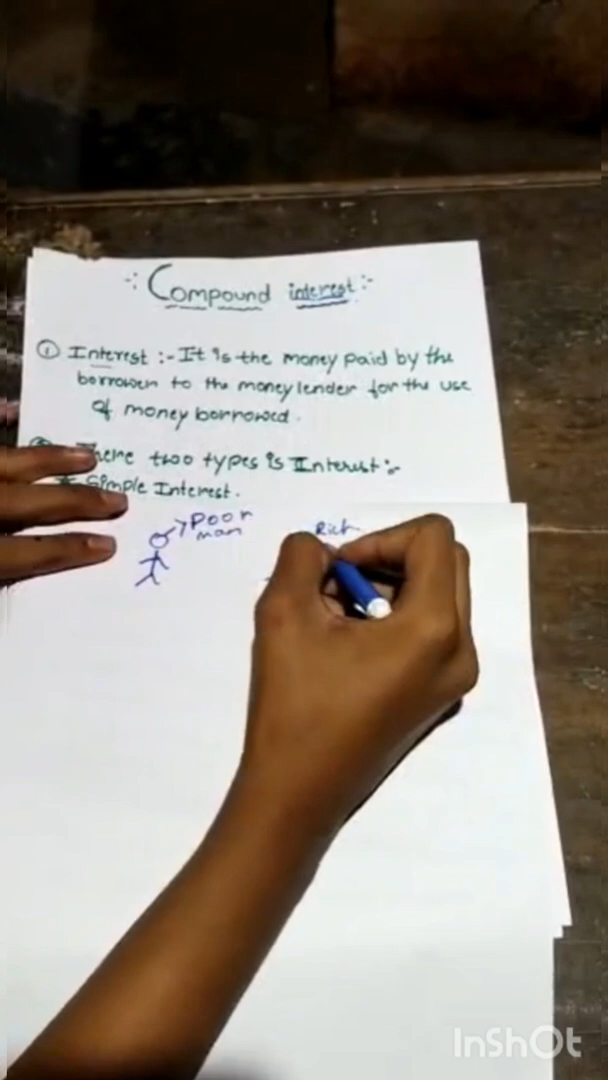 -: Compound interest :-
① Interest :- It is the money paid by the
borrower to the money lender for the use
of money borrowed.
There two types is Interest:-
* Simple Interest.
Poor
man
Rich
InShOt